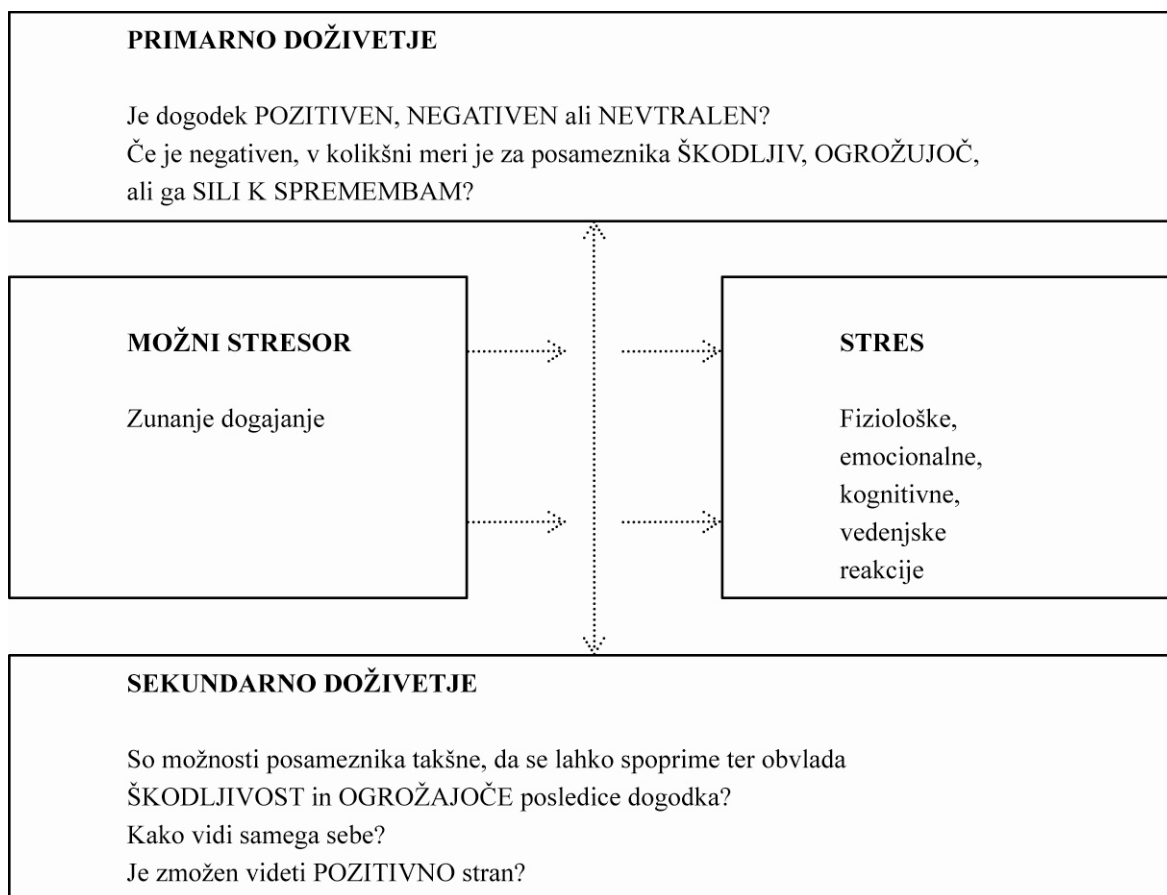 PRIMARNO DOŽIVETJE
Je dogodek POZITIVEN, NEGATIVEN ali NEVTRALEN?
Če je negativen, v kolikšni meri je za posameznika ŠKODLJIV, OGROŽUJOČ,
ali ga SILI K SPREMEMBAM?
MOŽNI STRESOR
Zunanje dogajanje
STRES
Fiziološke,
emocionalne,
kognitivne,
vedenjske
reakcije
SEKUNDARNO DOŽIVETJE
So možnosti posameznika takšne, da se lahko spoprime ter obvlada
ŠKODLJIVOST in OGROŽAJOČE posledice dogodka?
Kako vidi samega sebe?
Je zmožen videti POZITIVNO stran?